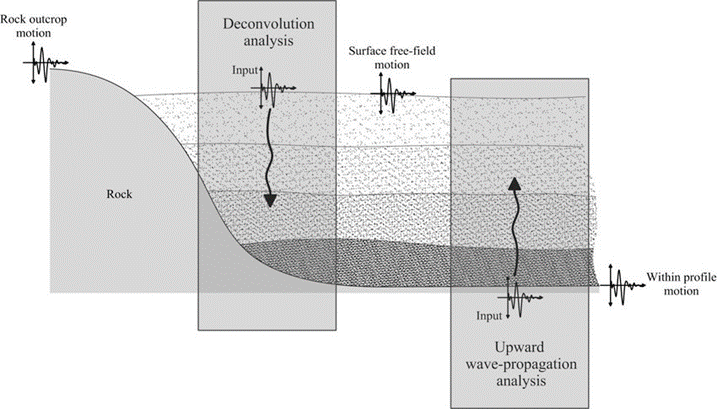 Rock outcrop
motion
Deconvolution
analysis
Input
Surface free-field
motion
Rock
Within profile
motion
Input
Upward
wave-propagation
analysis